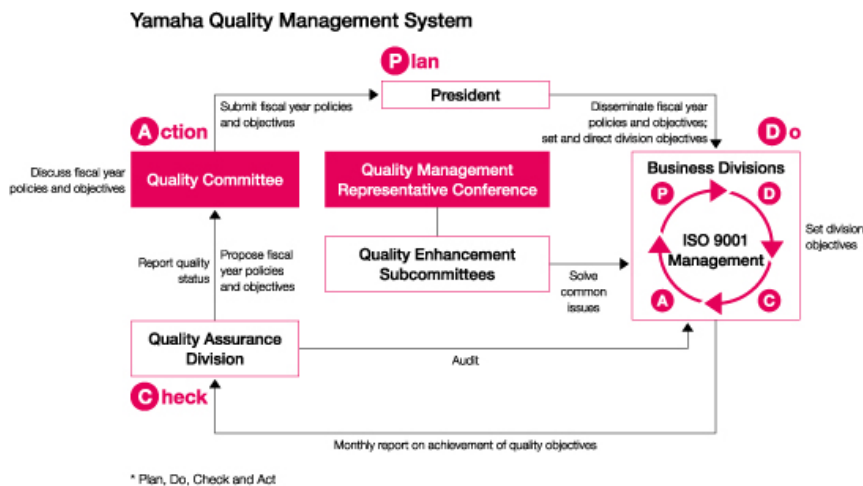 Yamaha Quality Management System
Plan
President
Submit fiscal year policies
and objectives
Disseminate fiscal year
policies and objectives;
set and direct division objectives
Action
Do
Discuss fiscal year
policies and objectives
Quality Committee
Quality Management
Representative Conference
Business Divisions
P
D
ISO 9001
Management
A
C
Set division
objectives
Quality Enhancement
Subcommittees
Solve
common
issues
Report quality
status
Propose fiscal
year policies
and objectives
Quality Assurance
Division
Audit
Check
Monthly report on achievement of quality objectives
* Plan, Do, Check and Act